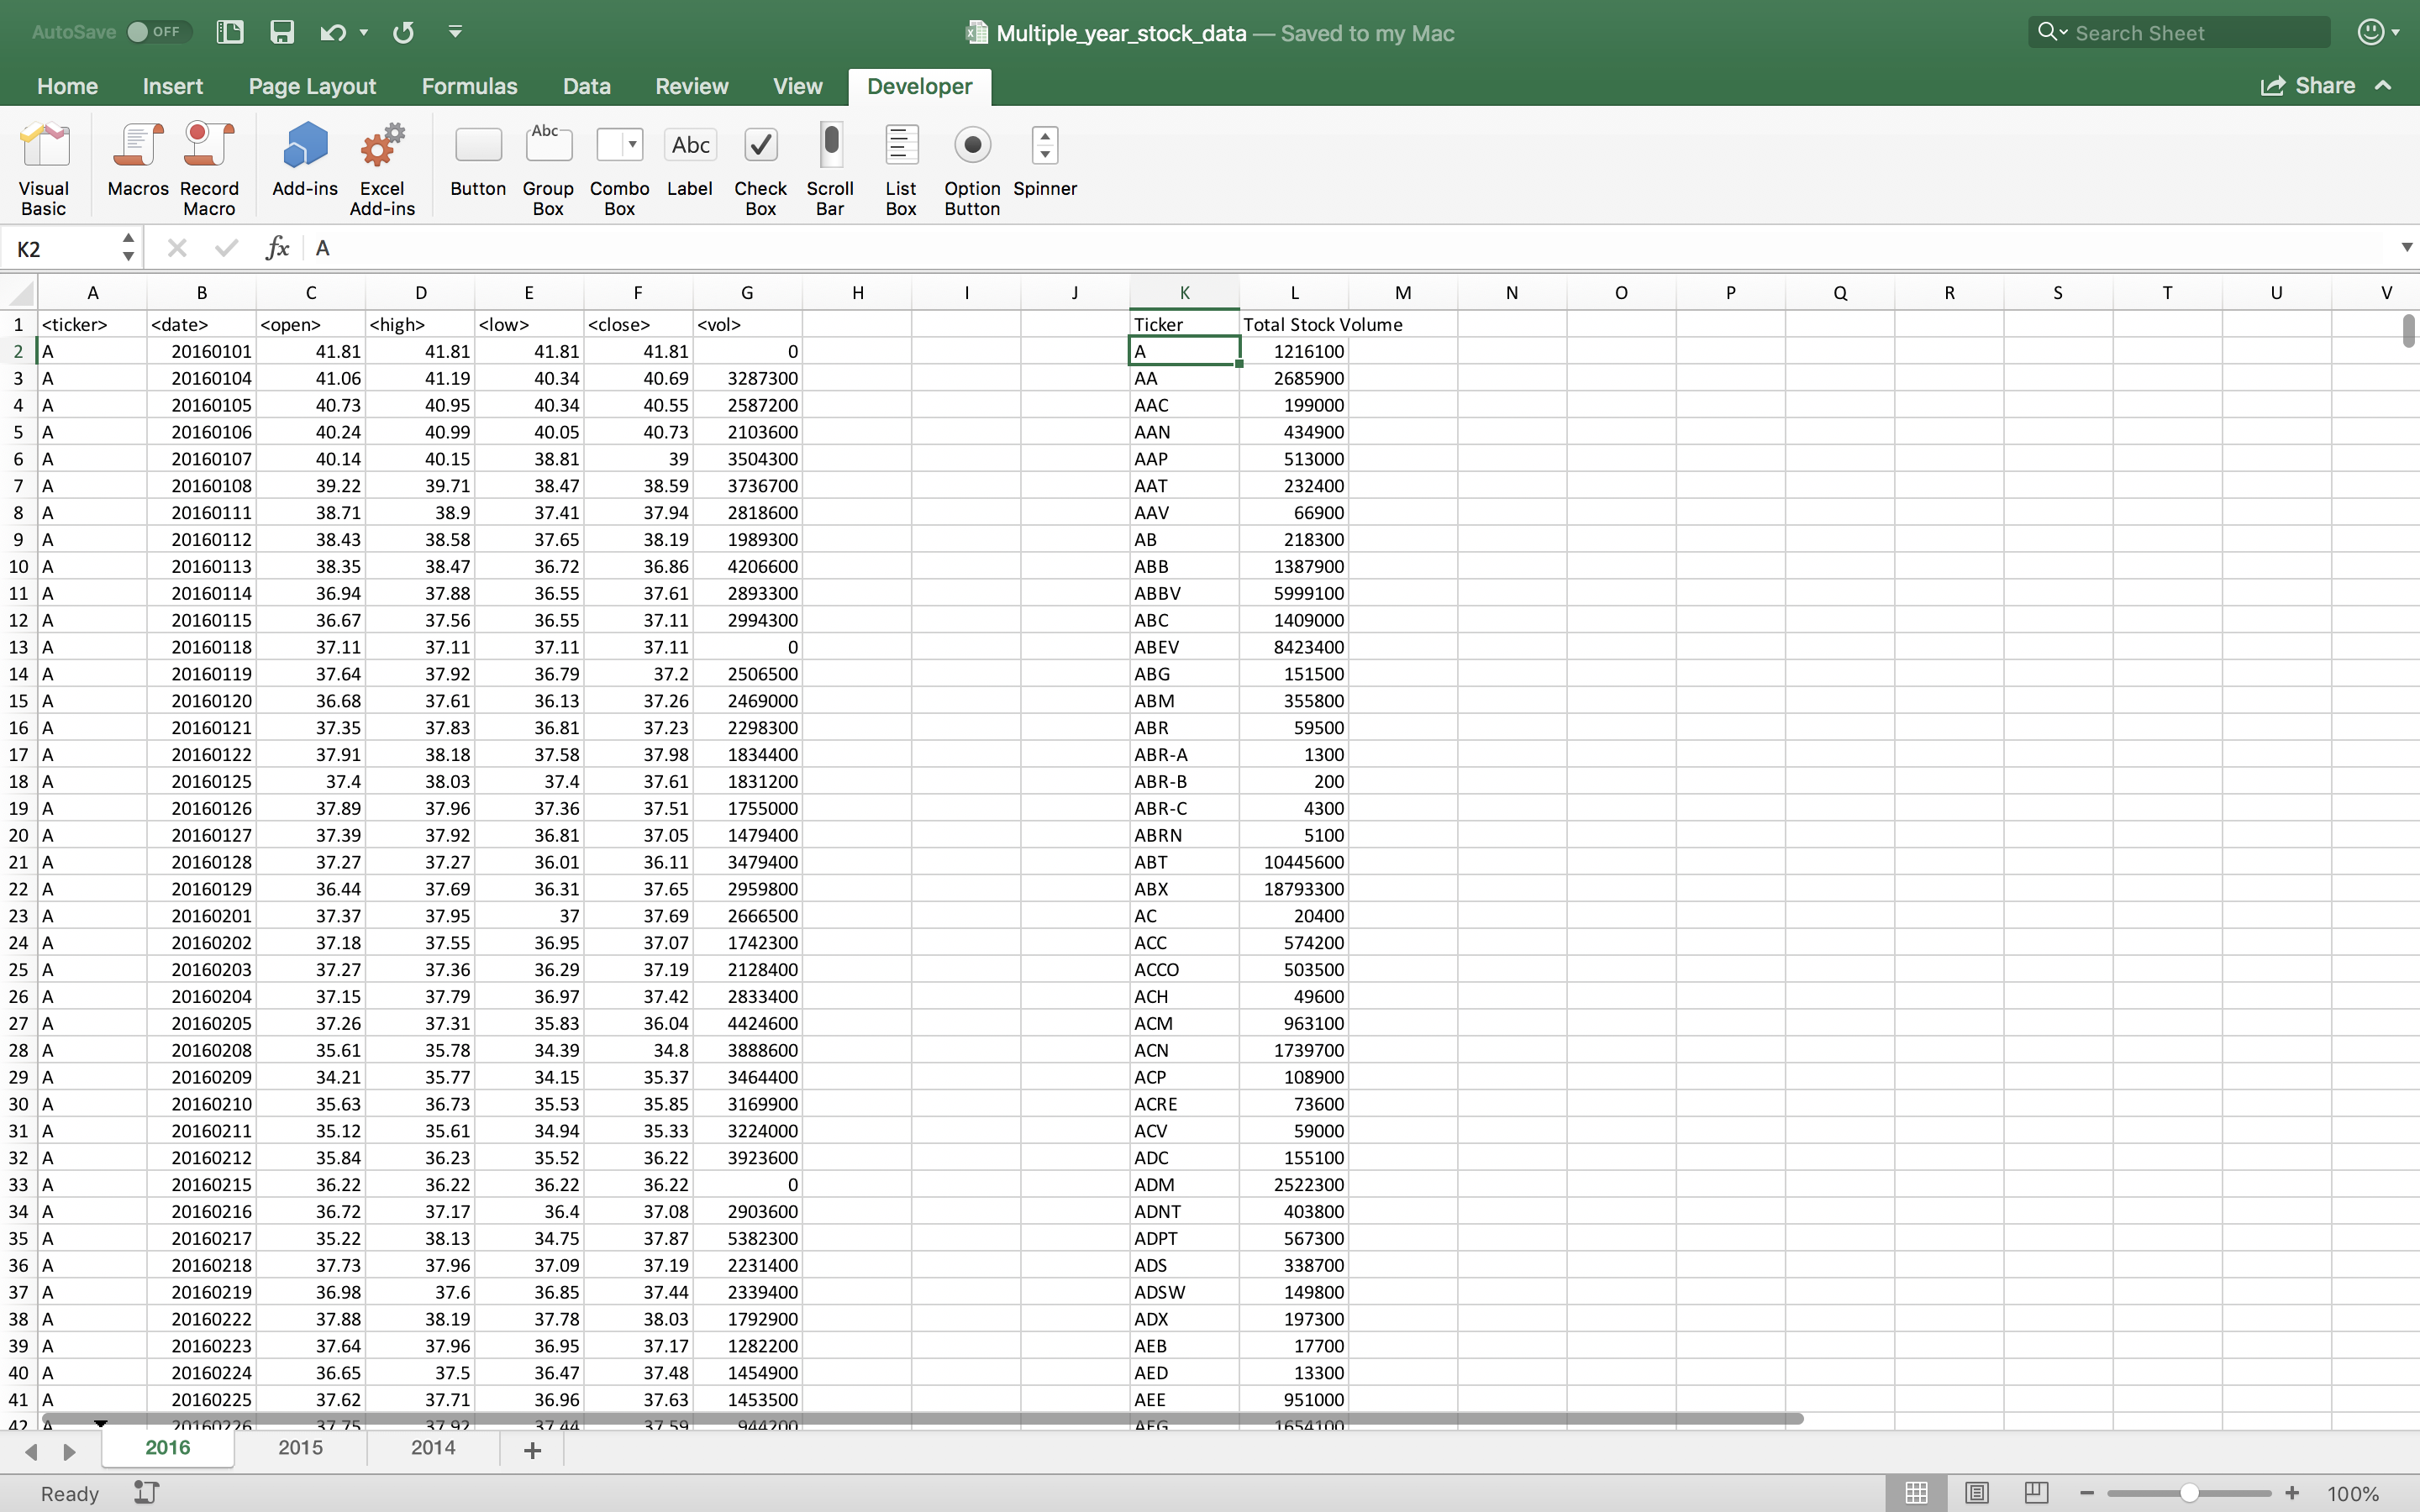 AutoSave OFF Multiple_year_stock_data — Saved to my Mac Search Sheet
Home Insert Page Layout Formulas Data Review View Developer Share
Visual Basic Macros Record Macro Add-ins Excel Add-ins Button Abc Group Box Combo Box Abc Label Check Box Scroll Bar List Box Option Button Spinner
K2 fx A
A B C D E F G H I J K L M N O P Q R S T U V
1 <ticker> <date> <open> <high> <low> <close> <vol> Ticker Total Stock Volume
2 A 20160101 41.81 41.81 41.81 41.81 0 A 1216100
3 A 20160104 41.06 41.19 40.34 40.69 3287300 AA 2685900
4 A 20160105 40.73 40.95 40.34 40.55 2587200 AAC 199000
5 A 20160106 40.24 40.99 40.05 40.73 2103600 AAN 434900
6 A 20160107 40.14 40.15 38.81 39 3504300 AAP 513000
7 A 20160108 39.22 39.71 38.47 38.59 3736700 AAT 232400
8 A 20160111 38.71 38.9 37.41 37.94 2818600 AAV 66900
9 A 20160112 38.43 38.58 37.65 38.19 1989300 AB 218300
10 A 20160113 38.35 38.47 36.72 36.86 4206600 ABB 1387900
11 A 20160114 36.94 37.88 36.55 37.61 2893300 ABBV 5999100
12 A 20160115 36.67 37.56 36.55 37.11 2994300 ABC 1409000
13 A 20160118 37.11 37.11 37.11 37.11 0 ABEV 8423400
14 A 20160119 37.64 37.92 36.79 37.2 2506500 ABG 151500
15 A 20160120 36.68 37.61 36.13 37.26 2469000 ABM 355800
16 A 20160121 37.35 37.83 36.81 37.23 2298300 ABR 59500
17 A 20160122 37.91 38.18 37.58 37.98 1834400 ABR-A 1300
18 A 20160125 37.4 38.03 37.4 37.61 1831200 ABR-B 200
19 A 20160126 37.89 37.96 37.36 37.51 1755000 ABR-C 4300
20 A 20160127 37.39 37.92 36.81 37.05 1479400 ABRN 5100
21 A 20160128 37.27 37.27 36.01 36.11 3479400 ABT 10445600
22 A 20160129 36.44 37.69 36.31 37.65 2959800 ABX 18793300
23 A 20160201 37.37 37.95 37 37.69 2666500 AC 20400
24 A 20160202 37.18 37.55 36.95 37.07 1742300 ACC 574200
25 A 20160203 37.27 37.36 36.29 37.19 2128400 ACCO 503500
26 A 20160204 37.15 37.79 36.97 37.42 2833400 ACH 49600
27 A 20160205 37.26 37.31 35.83 36.04 4424600 ACM 963100
28 A 20160208 35.61 35.78 34.39 34.8 3888600 ACN 1739700
29 A 20160209 34.21 35.77 34.15 35.37 3464400 ACP 108900
30 A 20160210 35.63 36.73 35.53 35.85 3169900 ACRE 73600
31 A 20160211 35.12 35.61 34.94 35.33 3224000 ACV 59000
32 A 20160212 35.84 36.23 35.52 36.22 3923600 ADC 155100
33 A 20160215 36.22 36.22 36.22 36.22 0 ADM 2522300
34 A 20160216 36.72 37.17 36.4 37.08 2903600 ADNT 403800
35 A 20160217 35.22 38.13 34.75 37.87 5382300 ADPT 567300
36 A 20160218 37.73 37.96 37.09 37.19 2231400 ADS 338700
37 A 20160219 36.98 37.6 36.85 37.44 2339400 ADSW 149800
38 A 20160222 37.88 38.19 37.78 38.03 1792900 ADX 197300
39 A 20160223 37.64 37.96 36.95 37.17 1282200 AEB 17700
40 A 20160224 36.65 37.5 36.47 37.48 1454900 AED 13300
41 A 20160225 37.62 37.71 36.96 37.63 1453500 AEE 951000
42 A 20160226 37.75 37.92 37.44 37.59 944200 AEG 1654100
2016 2015 2014
Ready 100%